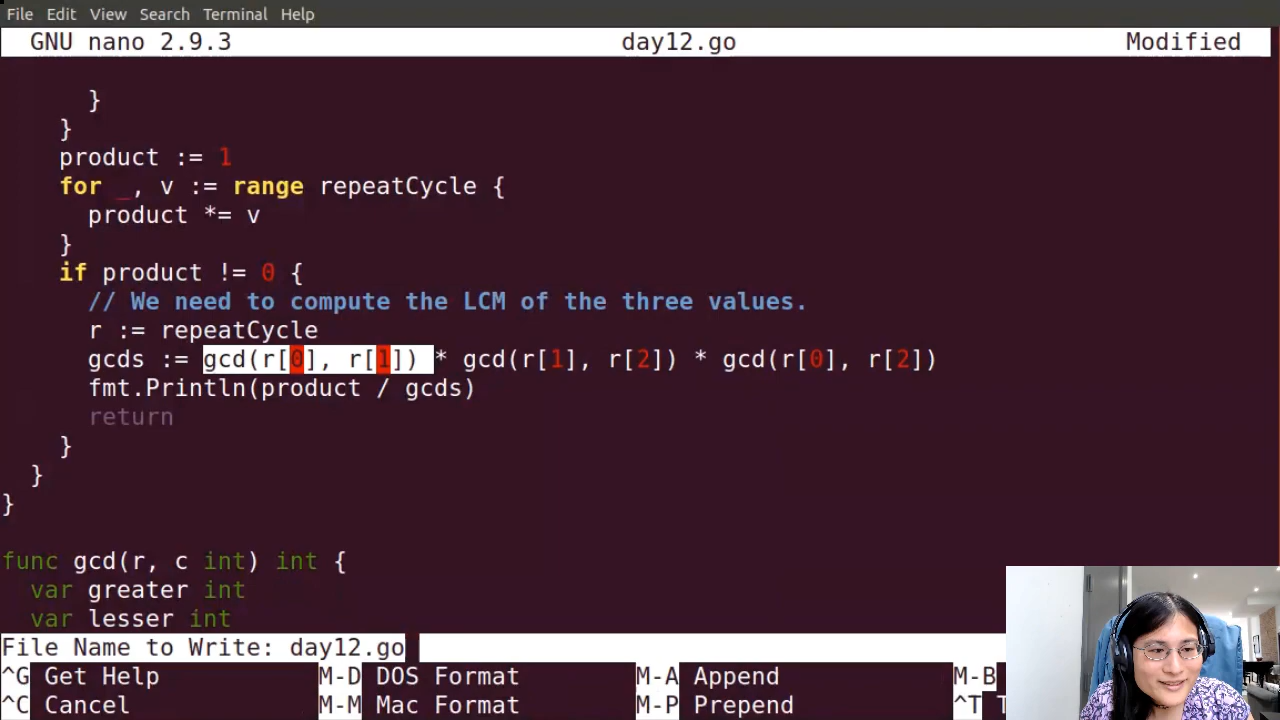 File Edit View Search Terminal Help
GNU nano 2.9.3 day12.go Modified
}
}
product := 1
for _, v := range repeatCycle {
product *= v
}
if product != 0 {
// We need to compute the LCM of the three values.
r := repeatCycle
gcds := gcd(r[0], r[1]) * gcd(r[1], r[2]) * gcd(r[0], r[2])
fmt.Println(product / gcds)
return
}
}
}
func gcd(r, c int) int {
var greater int
var lesser int
File Name to Write: day12.go
^G Get Help M-D DOS Format M-A Append M-B
^C Cancel M-M Mac Format M-P Prepend ^T T